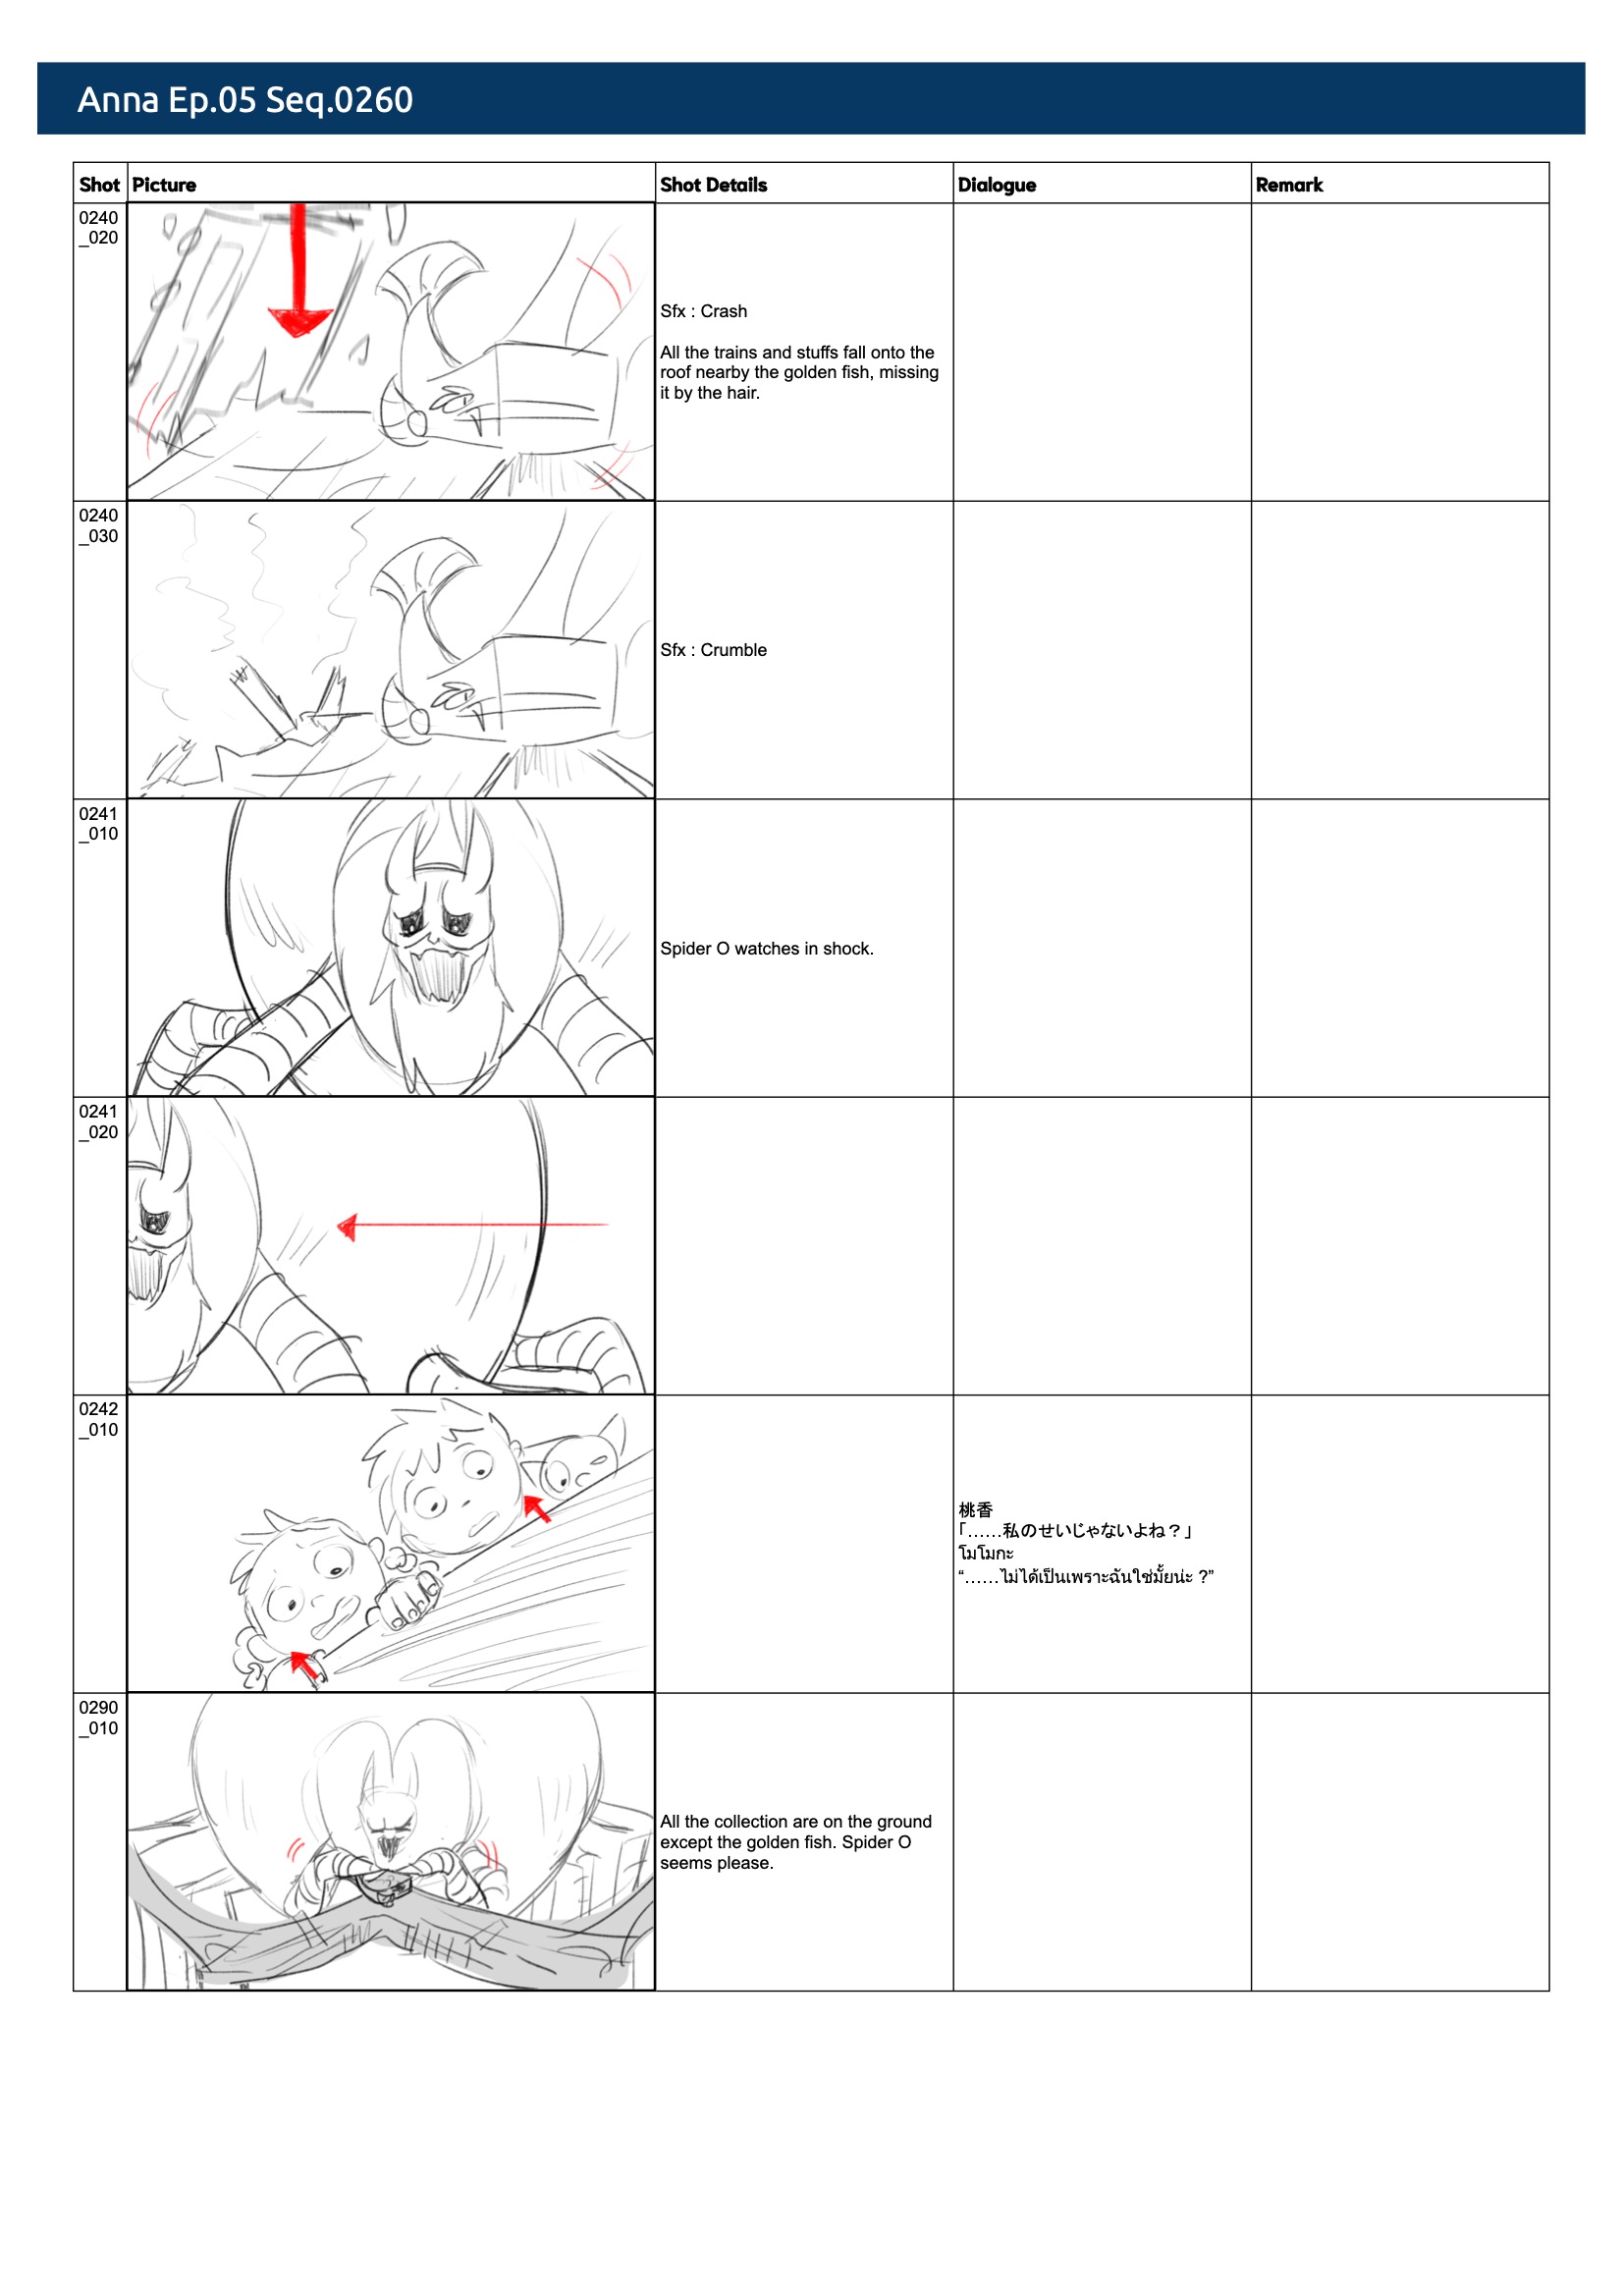 Anna Ep.05 Seq.0260
Shot Picture Shot Details Dialogue Remark
0240
_020
Sfx : Crash
All the trains and stuffs fall onto the
roof nearby the golden fish, missing
it by the hair.
0240
_030
Sfx : Crumble
0241
_010
Spider O watches in shock.
0241
_020
0242
_010
桃香
「……私のせいじゃないよね？」
โมโมกะ
“……ไม่ได้เป็นเพราะฉันใช่มั้ยน่ะ ?”
0290
_010
All the collection are on the ground
except the golden fish. Spider O
seems please.